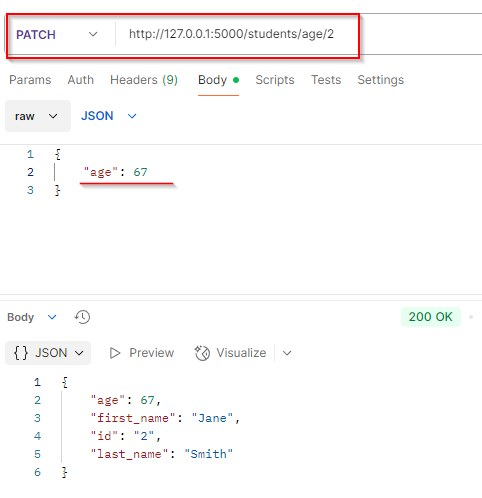 PATCH http://127.0.0.1:5000/students/age/2
Params Auth Headers (9) Body Scripts Tests Settings
raw JSON
1 {
2 "age": 67
3 }
Body 200 OK
{} JSON Preview Visualize
1 {
2 "age": 67,
3 "first_name": "Jane",
4 "id": "2",
5 "last_name": "Smith"
6 }